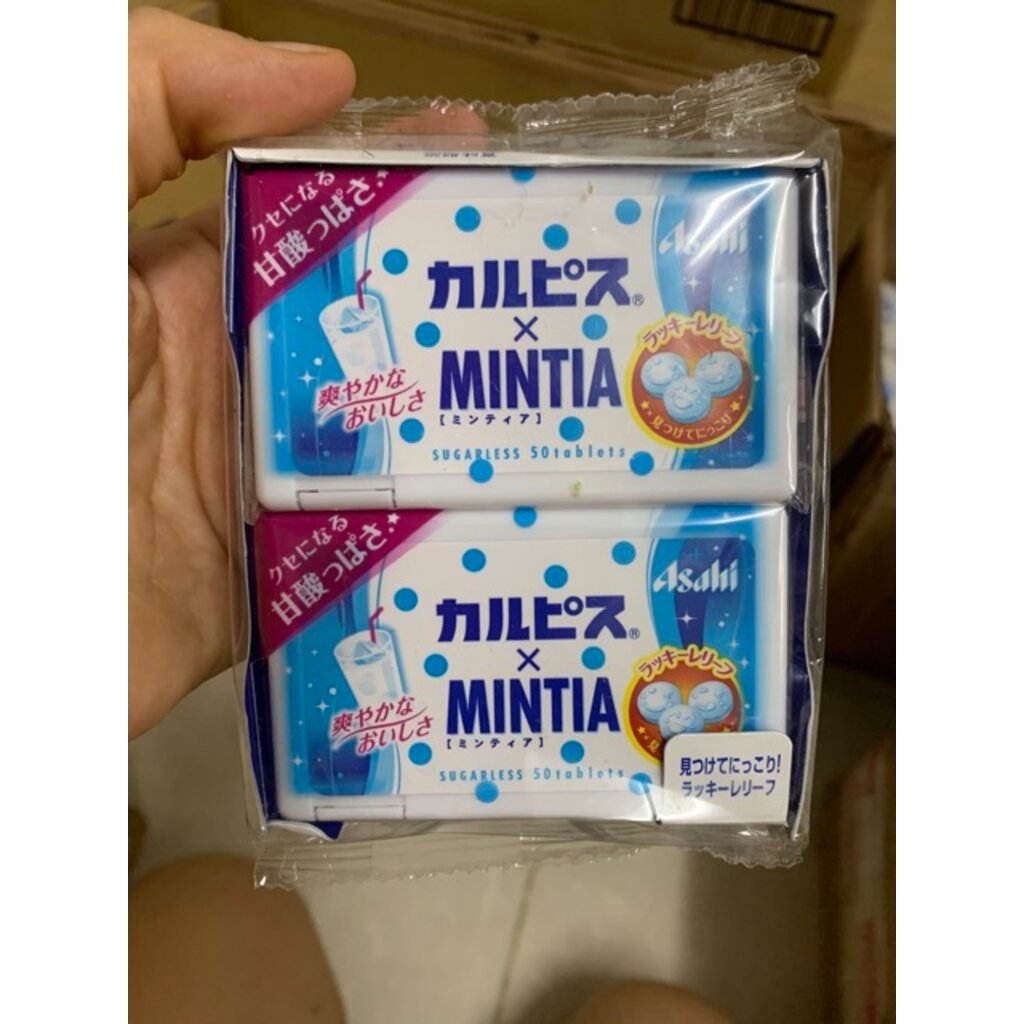 クセになる
甘酸っぱさ
Asahi
カルピス®
×
MINTIA
[ミンティア]
爽やかな
おいしさ
SUGARLESS 50tablets
ラッキーレリーフ
見つけてにっこり
クセになる
甘酸っぱさ
Asahi
カルピス®
×
MINTIA
[ミンティア]
爽やかな
おいしさ
SUGARLESS 50tablets
ラッキーレリーフ
見
見つけてにっこり!
ラッキーレリーフ